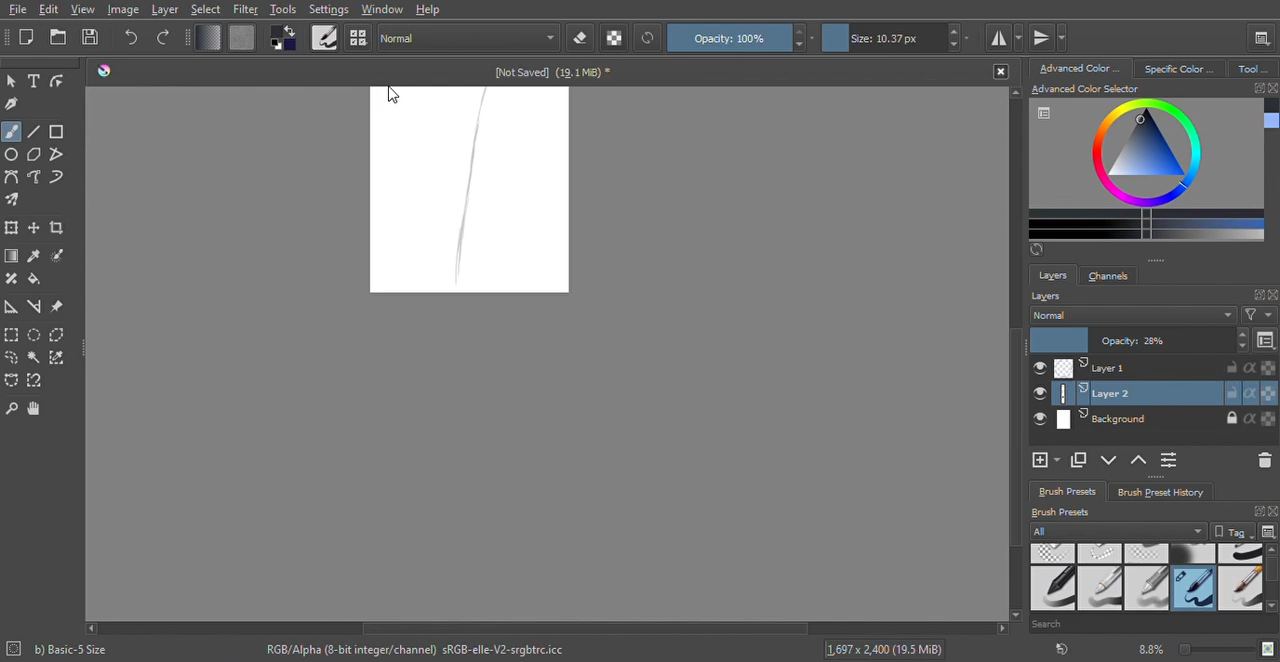 File Edit View Image Layer Select Filter Tools Settings Window Help
Normal Opacity: 100% Size: 10.37 px
[Not Saved] (19.1 MiB) *
Advanced Color ... Specific Color ... Tool ...
Advanced Color Selector
Layers Channels
Layers
Normal
Opacity: 28%
Layer 1
Layer 2
Background
Brush Presets Brush Preset History
Brush Presets
All Tag
Search
b) Basic-5 Size RGB/Alpha (8-bit integer/channel) sRGB-elle-V2-srgbtrc.icc 1,697 x 2,400 (19.5 MiB) 8.8%